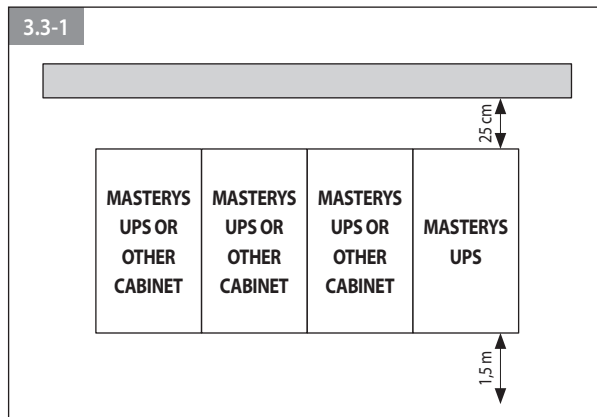 3.3-1
25 cm
MASTERYS
UPS OR
OTHER
CABINET
MASTERYS
UPS OR
OTHER
CABINET
MASTERYS
UPS OR
OTHER
CABINET
MASTERYS
UPS
1,5 m